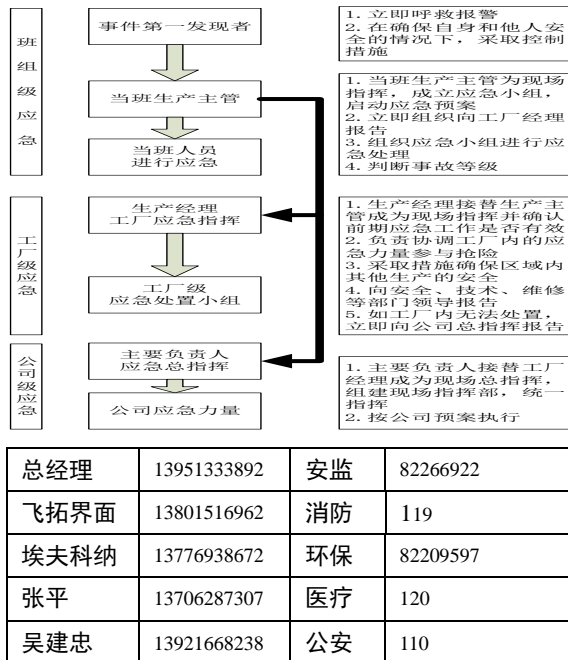 班组级应急
事件第一发现者
当班生产主管
当班人员
进行应急
1. 立即呼救报警
2. 在确保自身和他人安
全的情况下，采取控制
措施
1. 当班生产主管为现场
指挥，成立应急小组，
启动应急预案
2. 立即组织向工厂经理
报告
3. 组织应急小组进行应
急处理
4. 判断事故等级
工厂级应急
生产经理
工厂应急指挥
工厂级
应急处置小组
1. 生产经理接替生产主
管成为现场指挥并确认
前期应急工作是否有效
2. 负责协调工厂内的应
急力量参与抢险
3. 采取措施确保区域内
其他生产的安全
4. 向安全、技术、维修
等部门领导报告
5. 如工厂内无法处置，
立即向公司总指挥报告
公司级应急
主要负责人
应急总指挥
公司应急力量
1. 主要负责人接替工厂
经理成为现场总指挥，
组建现场指挥部，统一
指挥
2. 按公司预案执行
总经理 13951333892 安监 82266922
飞拓界面 13801516962 消防 119
埃夫科纳 13776938672 环保 82209597
张平 13706287307 医疗 120
吴建忠 13921668238 公安 110